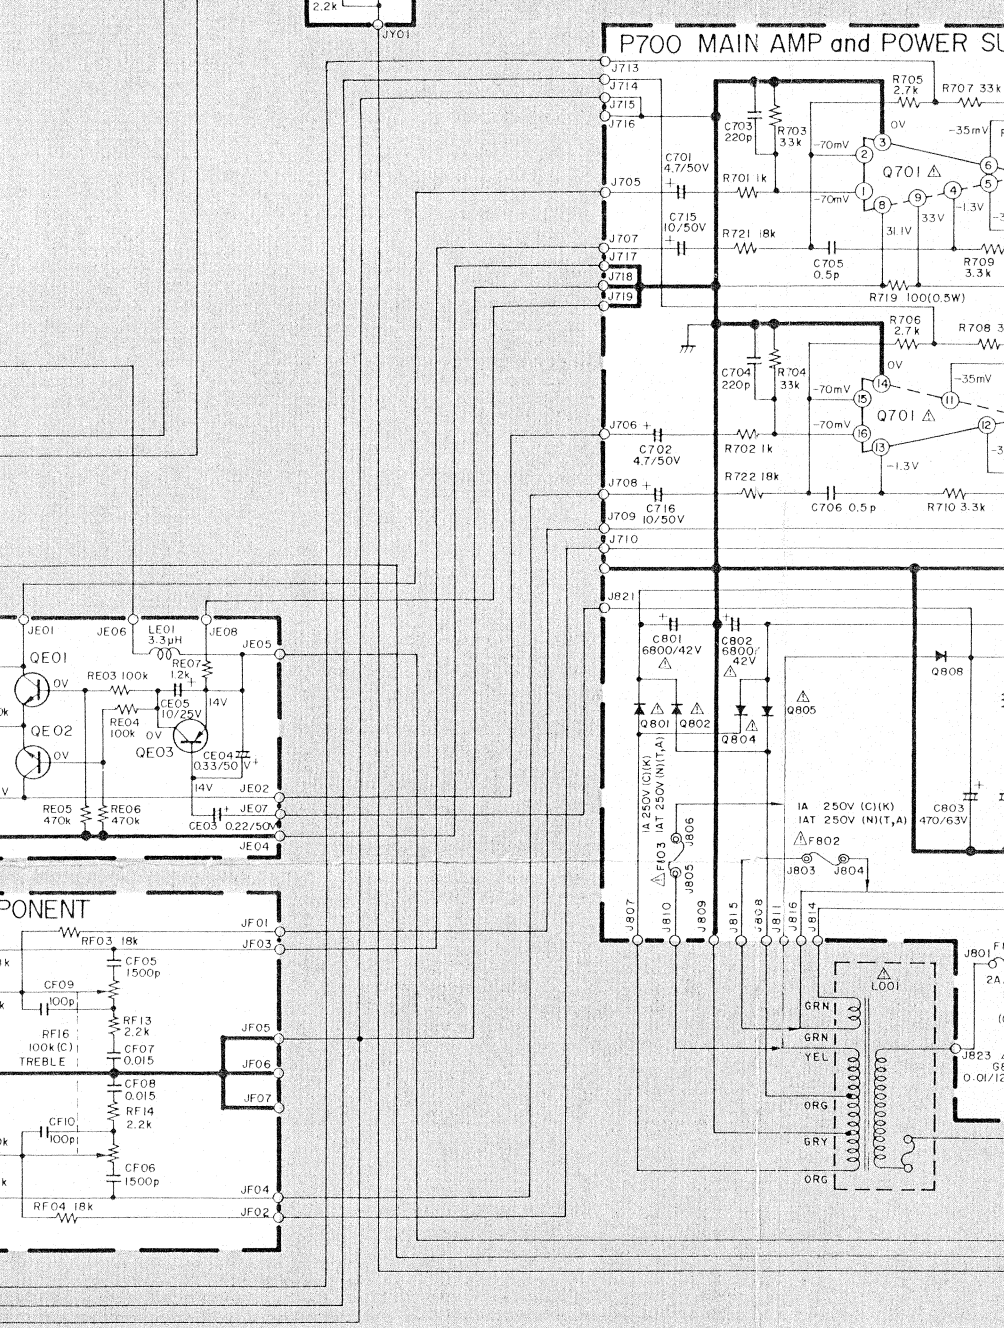 2.2k
JY01
P700 MAIN AMP and POWER SU
J713
J714
J715
J716
R705
2.7k
R707 33k
C703
220p
R703
33k
0V
-35mV
3
-70mV
2
6
Q701
5
C701
4.7/50V
J705
R701 1k
-70mV
1
8
9
4
-1.3V
33V
31.1V
C715
10/50V
J707
R721 18k
C705
0.5p
R709
3.3k
J717
J718
J719
R719 100(0.5W)
R706
2.7k
R708 3
0V
C704
220p
R704
33k
-70mV
14
15
11
-35mV
Q701
12
J706
-70mV
16
13
C702
4.7/50V
R702 1k
-1.3V
R722 18k
J708
C716
10/50V
C706 0.5p
R710 3.3k
J709
J710
J821
JE01
JE06
LE01
3.3μH
JE08
JE05
C801
6800/42V
C802
6800/
42V
QE01
0V
RE03 100k
RE07
1.2k
CE05
10/25V
14V
Q808
RE04
100k
0V
QE02
0V
QE03
CE04
0.33/50V
14V
Q801
Q802
Q804
Q805
JE02
RE05
470k
RE06
470k
JE07
CE03 0.22/50V
JE04
1A 250V (C)(K)
1AT 250V (N)(T,A)
1A 250V (C)(K)
1AT 250V (N)(T,A)
C803
470/63V
F103
J806
J805
F802
J803
J804
J807
J810
J809
J815
J808
J811
J816
J814
PONENT
JF01
RF03 18k
JF03
CF05
1500p
CF09
100p
RF13
2.2k
RF16
100k(C)
TREBLE
CF07
0.015
JF05
JF06
CF08
0.015
RF14
2.2k
JF07
CF10
100p
CF06
1500p
JF04
RF04 18k
JF02
L001
GRN
GRN
YEL
ORG
GRY
ORG
J801
2A
J823
0.01/12